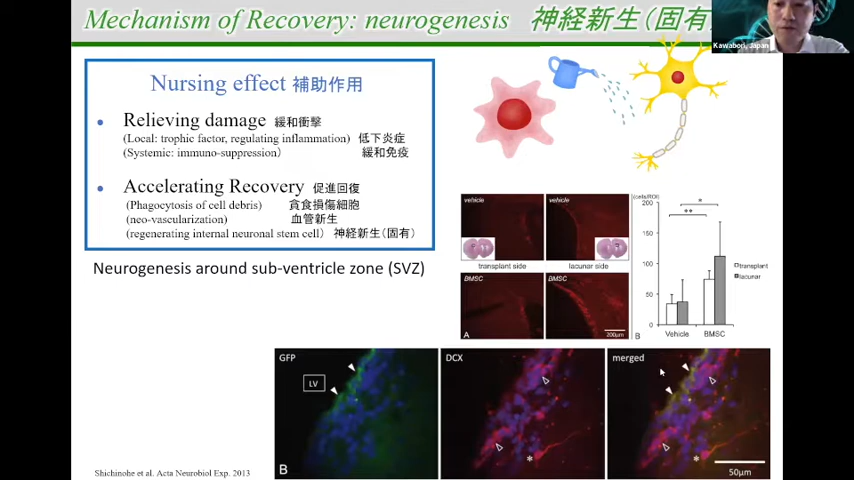 Mechanism of Recovery: neurogenesis 神経新生(固有)
Kawabori, Japan
Nursing effect 補助作用
• Relieving damage 緩和衝撃
(Local: trophic factor, regulating inflammation) 低下炎症
(Systemic: immuno-suppression) 緩和免疫
• Accelerating Recovery 促進回復
(Phagocytosis of cell debris) 貪食損傷細胞
(neo-vascularization) 血管新生
(regenerating internal neuronal stem cell) 神経新生(固有)
Neurogenesis around sub-ventricle zone (SVZ)
vehicle
vehicle
transplant side
lacunar side
BMSC
BMSC
200μm
A
(cells/ROI)
200
150
100
50
0
*
**
Vehicle
BMSC
transplant
lacunar
B
GFP
LV
B
DCX
*
merged
*
50μm
Shichinohe et al. Acta Neurobiol Exp. 2013